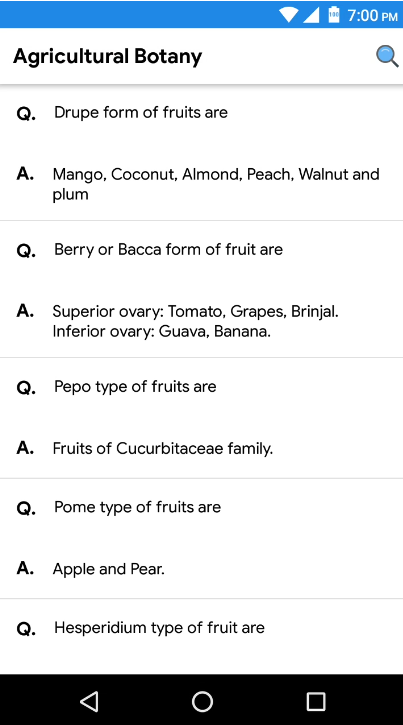 7:00 PM
Agricultural Botany
Q. Drupe form of fruits are
A. Mango, Coconut, Almond, Peach, Walnut and
plum
Q. Berry or Bacca form of fruit are
A. Superior ovary: Tomato, Grapes, Brinjal.
Inferior ovary: Guava, Banana.
Q. Pepo type of fruits are
A. Fruits of Cucurbitaceae family.
Q. Pome type of fruits are
A. Apple and Pear.
Q. Hesperidium type of fruit are